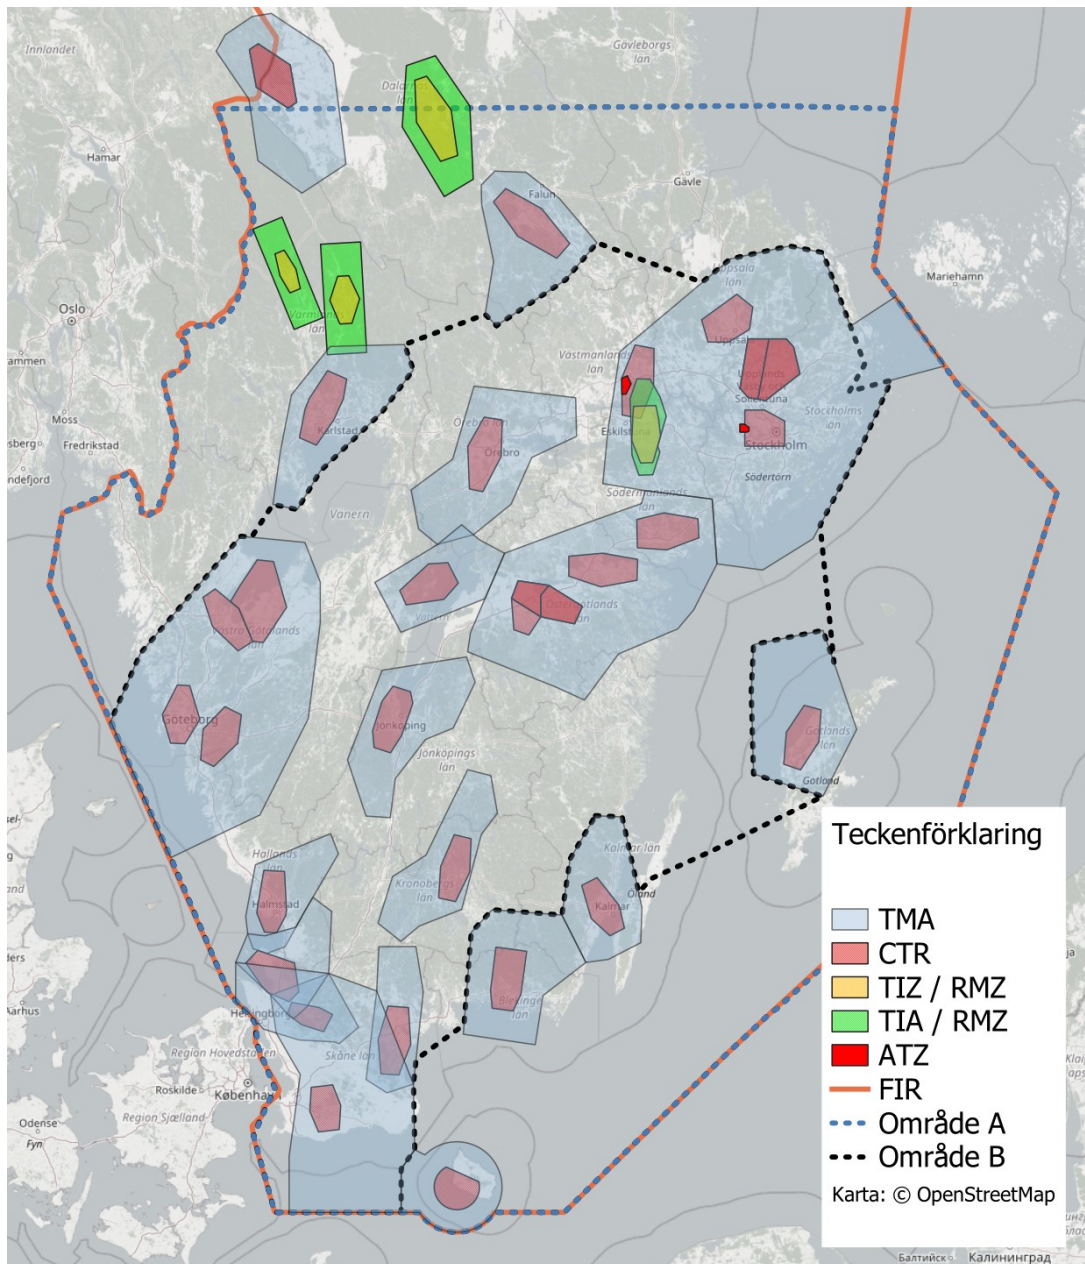 Innlandet
Gävleborgs
län
Dalarnas
län
Hamar
Falun
Gävle
Mariehamn
Oslo
Värmlands
län
Uppsala
län
Uppsala
Västmanlands
län
Moss
Fredrikstad
Karlstad
Örebro län
Örebro
Eskilstuna
Sollentuna
Stockholms
län
Stockholm
Södertörn
Södermanlands
län
Vänern
Östergötlands
län
Vättern
Västra Götalands
län
Göteborg
Jönköping
Jönköpings
län
Gotlands
län
Gotland
Hallands
län
Halmstad
Kronobergs
län
Kalmar län
Öland
Kalmar
Blekinge
län
Helsingborg
Skåne län
Aarhus
Region Hovedstaden
Roskilde
København
Region Sjælland
Odense
Fyn
Teckenförklaring
TMA
CTR
TIZ / RMZ
TIA / RMZ
ATZ
FIR
Område A
Område B
Karta: © OpenStreetMap
Балтийск
Калининград